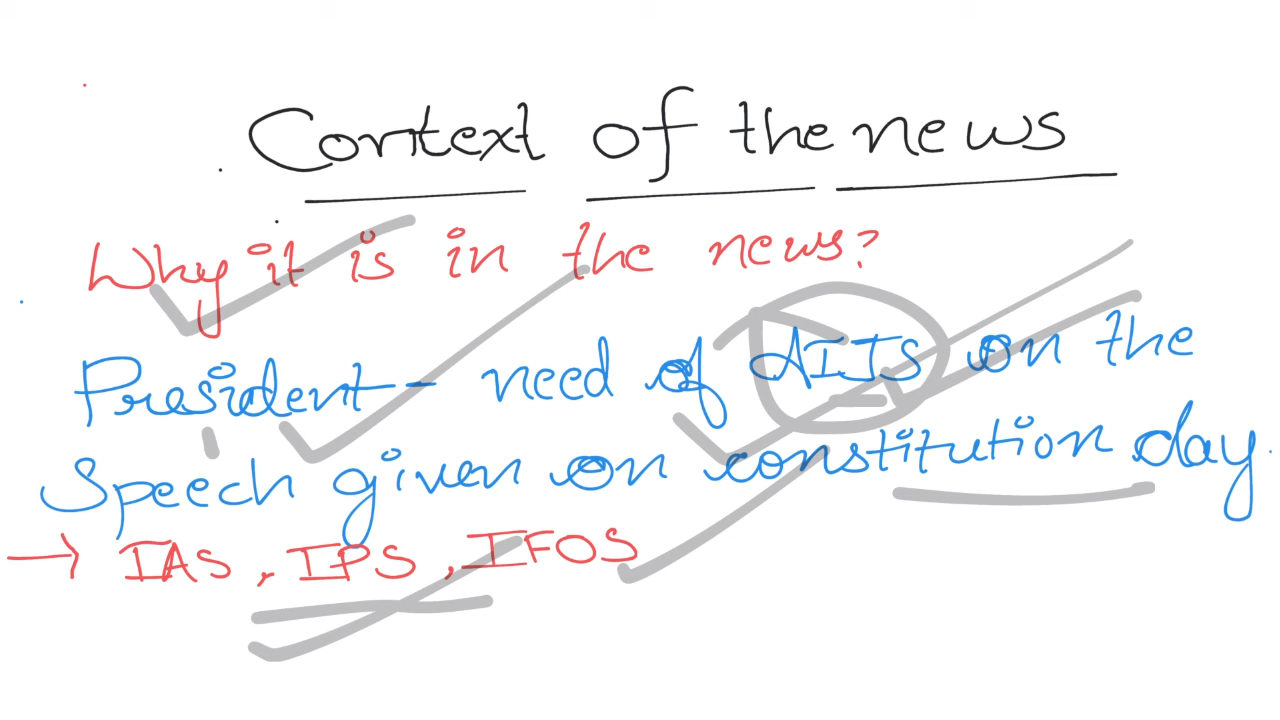 Context of the news
Why it is in the news?
President - need of AIJS on the
Speech given on constitution day.
→ IAS, IPS, IFOS